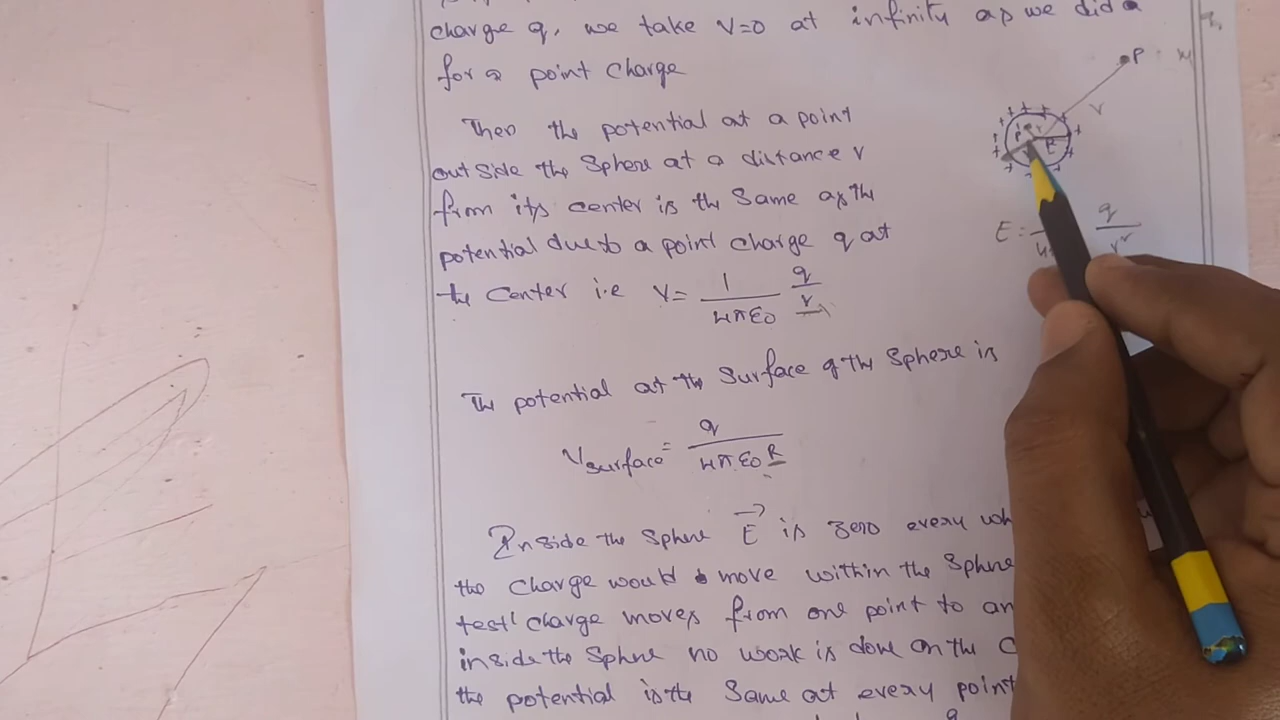 charge q, we take V=0 at infinity as we did a
for a point charge
Then the potential at a point
outside the Sphere at a distance r
from its center is the Same as the
potential due to a point charge q at
the Center i.e V= 1/4πε0 q/r
The potential at the Surface of the Sphere is
Vsurface = q/4πε0R
Inside the Sphere E⃗ is zero every
the charge would move within the Sphere
test charge moves from one point to an
inside the Sphere no work is done on the C
the potential is the Same at every point
P
r
P
r
R
E = q/r²